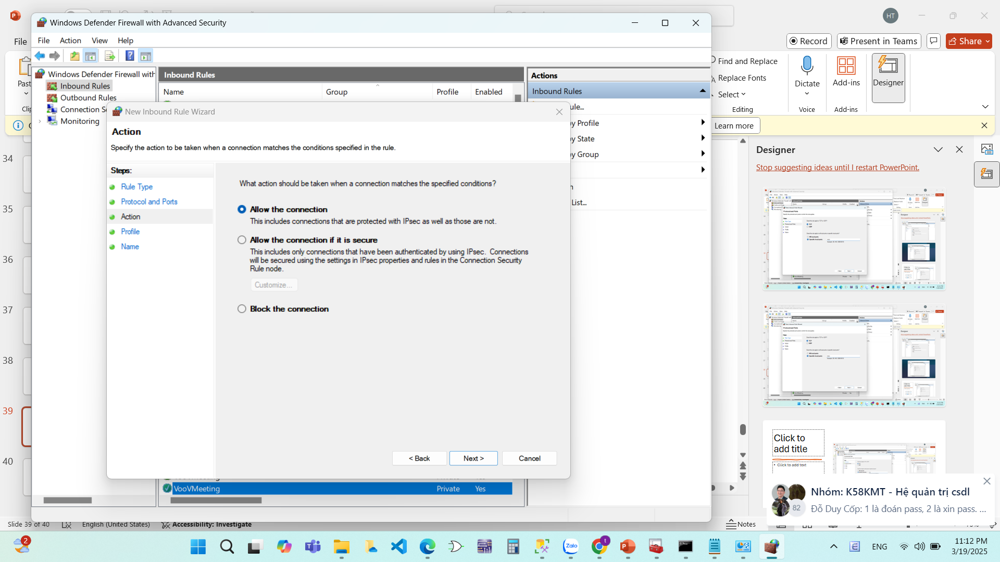 HT
File
Record
Present in Teams
Share
Find and Replace
Replace Fonts
Select
Editing
Dictate
Voice
Add-ins
Add-ins
Designer
Learn more
Windows Defender Firewall with Advanced Security
File Action View Help
Windows Defender Firewall with
Inbound Rules
Outbound Rules
Connection Se
Monitoring
Inbound Rules
Name Group Profile Enabled
Actions
Inbound Rules
ule...
by Profile
by State
by Group
List...
New Inbound Rule Wizard
Action
Specify the action to be taken when a connection matches the conditions specified in the rule.
Steps:
Rule Type
Protocol and Ports
Action
Profile
Name
What action should be taken when a connection matches the specified conditions?
Allow the connection
This includes connections that are protected with IPsec as well as those are not.
Allow the connection if it is secure
This includes only connections that have been authenticated by using IPsec. Connections
will be secured using the settings in IPsec properties and rules in the Connection Security
Rule node.
Customize...
Block the connection
< Back
Next >
Cancel
VooVMeeting Private Yes
34
35
36
37
38
39
40
Designer
Stop suggesting ideas until I restart PowerPoint.
Click to
add title
• Click to add text
Nhóm: K58KMT - Hệ quản trị csdl
82
Đỗ Duy Cốp: 1 là đoán pass, 2 là xin pass. ...
Slide 39 of 40
English (United States)
Accessibility: Investigate
Notes
2
Zalo
t
ENG
11:12 PM
3/19/2025